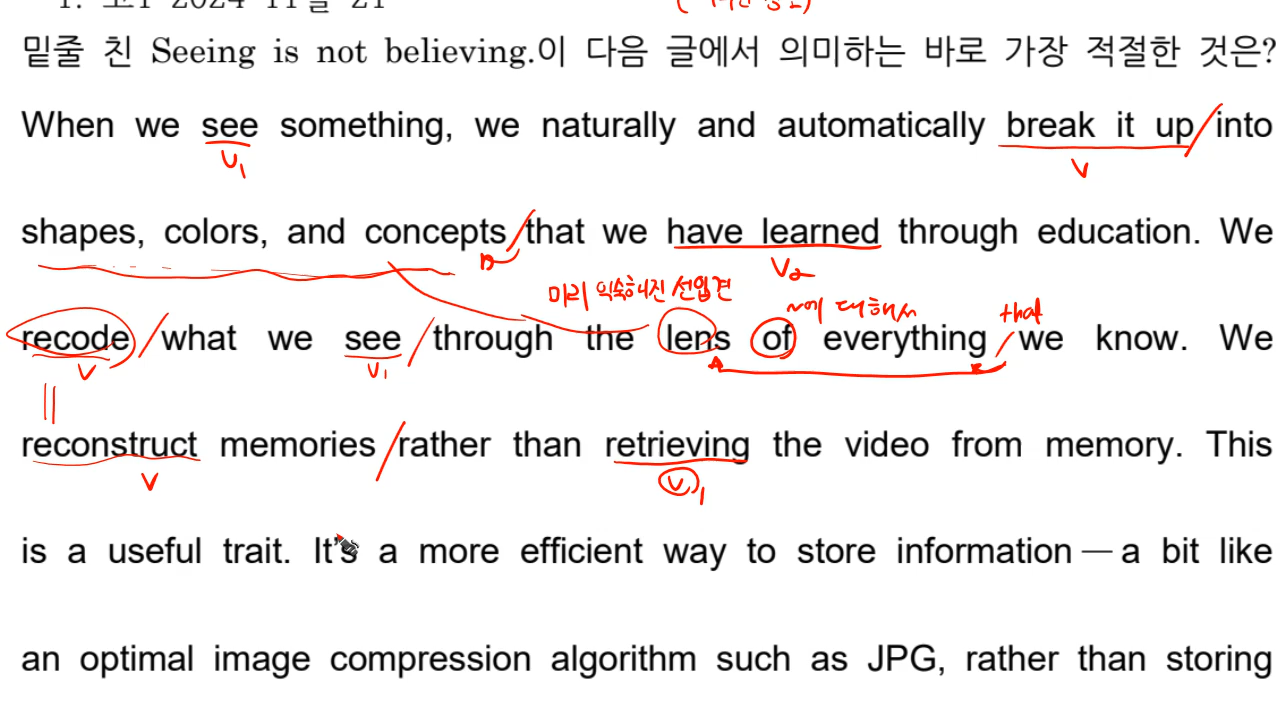 밑줄 친 Seeing is not believing.이 다음 글에서 의미하는 바로 가장 적절한 것은?
When we see something, we naturally and automatically break it up/into
V1 V
shapes, colors, and concepts/that we have learned through education. We
V2
미리 익숙해진 선입견 ~에 대해서 that
recode/what we see/through the lens of everything/we know. We
V V1
reconstruct memories/rather than retrieving the video from memory. This
V V1
is a useful trait. It's a more efficient way to store information — a bit like
an optimal image compression algorithm such as JPG, rather than storing